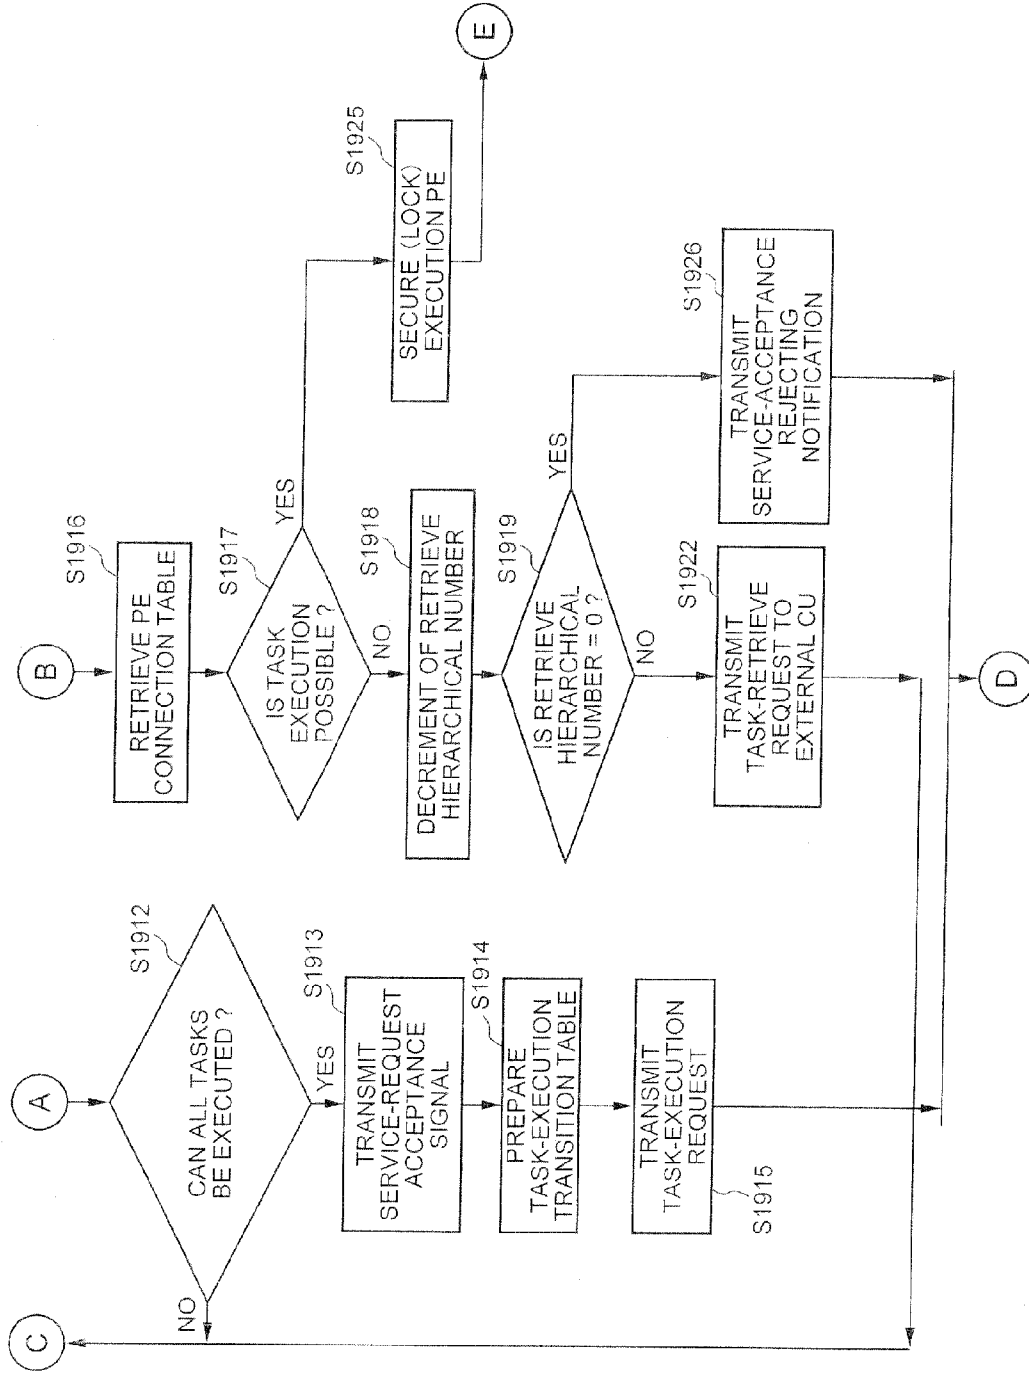 C
A
B
E
NO
CAN ALL TASKS
BE EXECUTED ?
S1912
YES
TRANSMIT
SERVICE-REQUEST
ACCEPTANCE
SIGNAL
S1913
PREPARE
TASK-EXECUTION
TRANSITION TABLE
S1914
TRANSMIT
TASK-EXECUTION
REQUEST
S1915
RETRIEVE PE
CONNECTION TABLE
S1916
IS TASK
EXECUTION
POSSIBLE ?
S1917
YES
NO
DECREMENT OF RETRIEVE
HIERARCHICAL NUMBER
S1918
IS RETRIEVE
HIERARCHICAL
NUMBER = 0 ?
S1919
YES
NO
TRANSMIT
TASK-RETRIEVE
REQUEST TO
EXTERNAL CU
S1922
SECURE (LOCK)
EXECUTION PE
S1925
TRANSMIT
SERVICE-ACCEPTANCE
REJECTING
NOTIFICATION
S1926
D